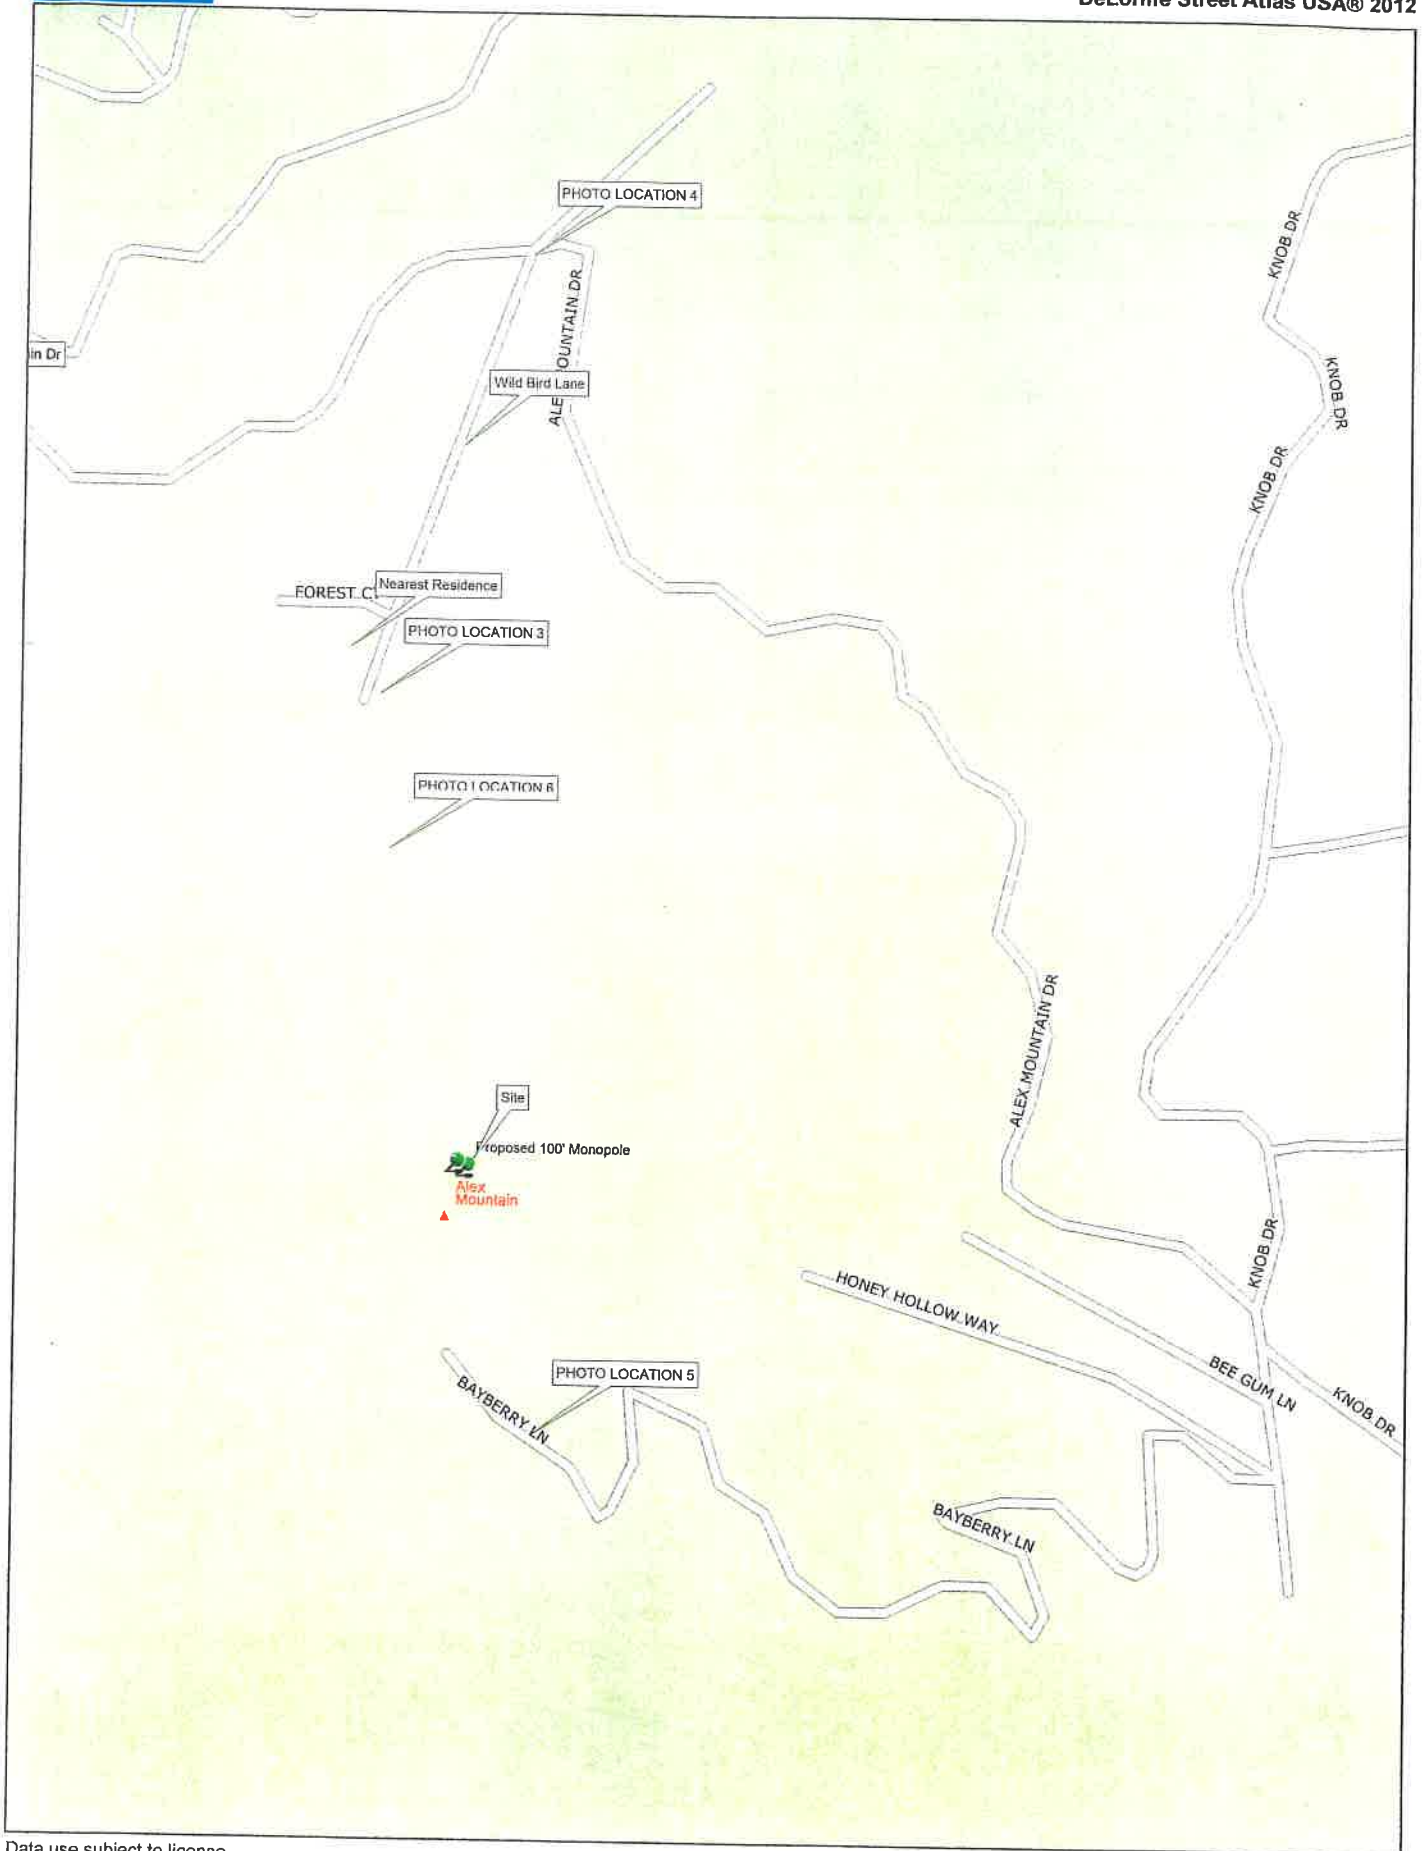 DeLorme Street Atlas USA® 2012
PHOTO LOCATION 4
KNOB DR
in Dr
MOUNTAIN DR
Wild Bird Lane
KNOB DR
KNOB DR
FOREST CT
Nearest Residence
PHOTO LOCATION 3
PHOTO LOCATION 6
ALEX MOUNTAIN DR
Site
Proposed 100' Monopole
Alex
Mountain
KNOB DR
HONEY HOLLOW WAY
BEE GUM LN
KNOB DR
PHOTO LOCATION 5
BAYBERRY LN
BAYBERRY LN
Data use subject to license